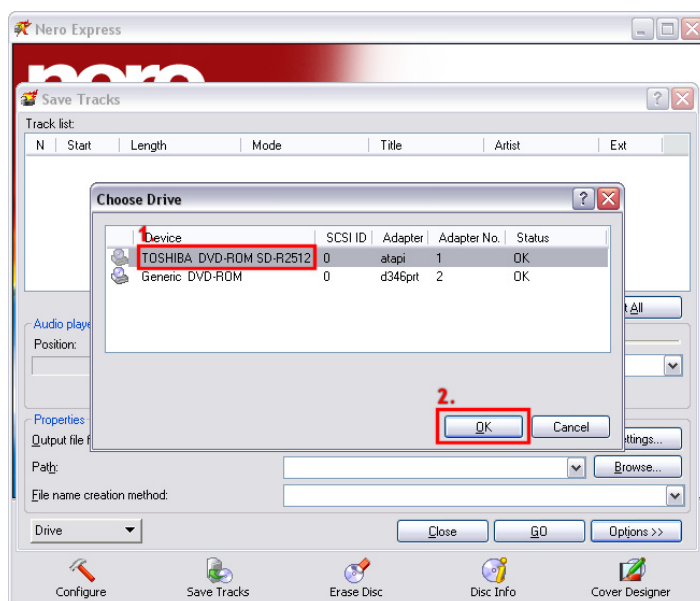 Nero Express
nero
Save Tracks
Track list:
N Start Length Mode Title Artist Ext
Choose Drive
1.
Device SCSI ID Adapter Adapter No. Status
TOSHIBA DVD-ROM SD-R2512 0 atapi 1 OK
Generic DVD-ROM 0 d346prt 2 OK
All
Audio playe
Position:
2.
OK Cancel
Properties
Output file f ttings...
Path: Browse...
File name creation method:
Drive Close GO Options >>
Configure Save Tracks Erase Disc Disc Info Cover Designer